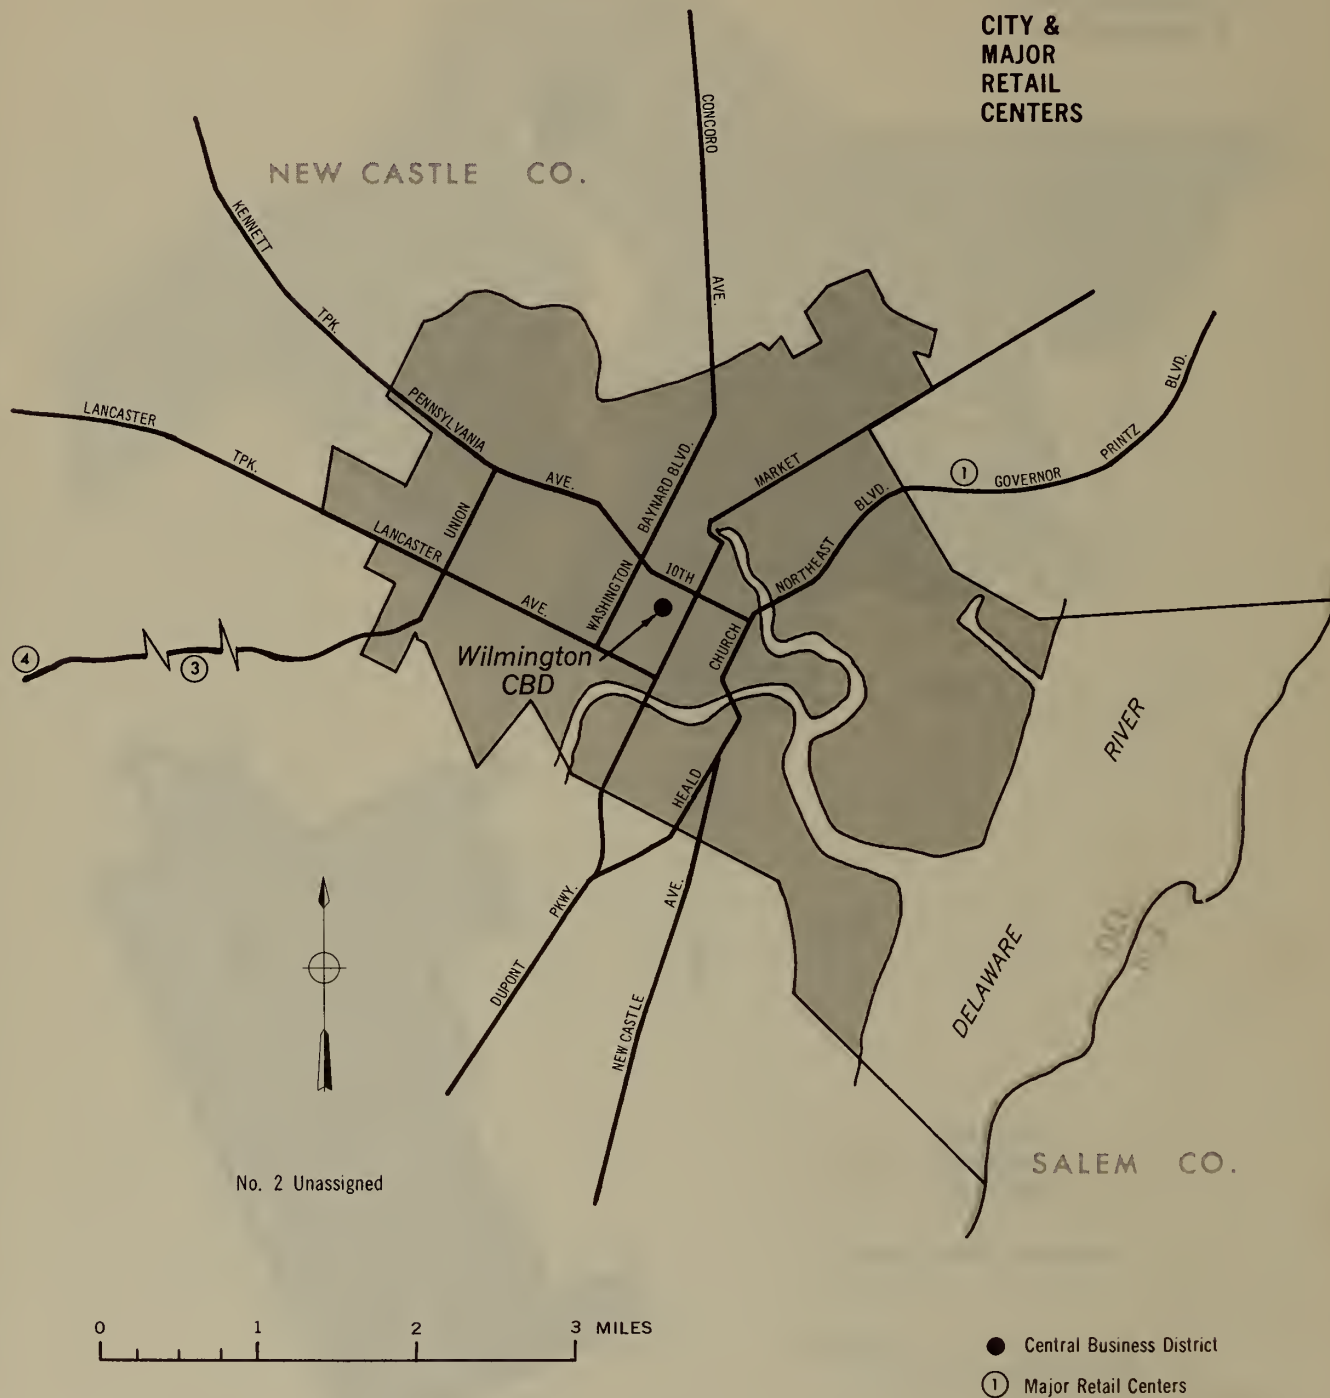 CITY &
MAJOR
RETAIL
CENTERS
NEW CASTLE CO.
CONCORO
AVE.
KENNETT
TPK.
PENNSYLVANIA
AVE.
LANCASTER
TPK.
LANCASTER
AVE.
UNION
BAYNARD BLVD.
WASHINGTON
10TH
MARKET
NORTHEAST
BLVD.
1
GOVERNOR
PRINTZ
BLVD.
CHURCH
Wilmington
CBD
4
3
HEALD
RIVER
DELAWARE
DUPONT
PKWY.
NEW CASTLE
AVE.
DEL
N J
SALEM CO.
No. 2 Unassigned
0 1 2 3 MILES
Central Business District
1 Major Retail Centers